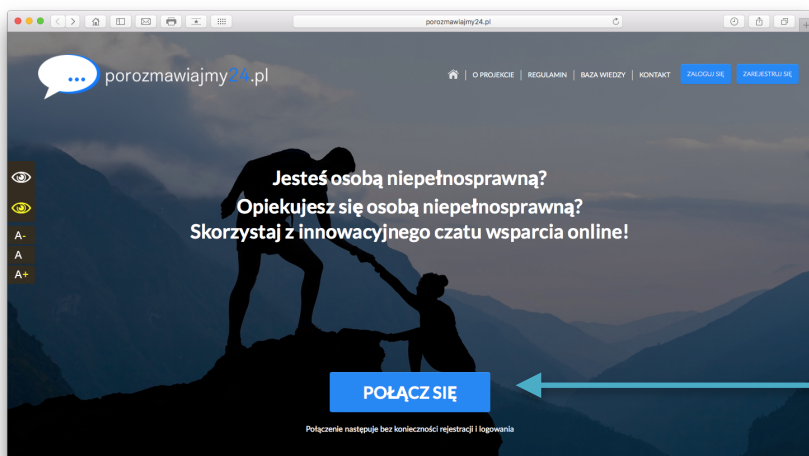 porozmawiajmy24.pl
... porozmawiajmy24.pl
O PROJEKCIE | REGULAMIN | BAZA WIEDZY | KONTAKT
ZALOGUJ SIĘ
ZAREJESTRUJ SIĘ
Jesteś osobą niepełnosprawną?
Opiekujesz się osobą niepełnosprawną?
Skorzystaj z innowacyjnego czatu wsparcia online!
A-
A
A+
POŁĄCZ SIĘ
Połączenie następuje bez konieczności rejestracji i logowania